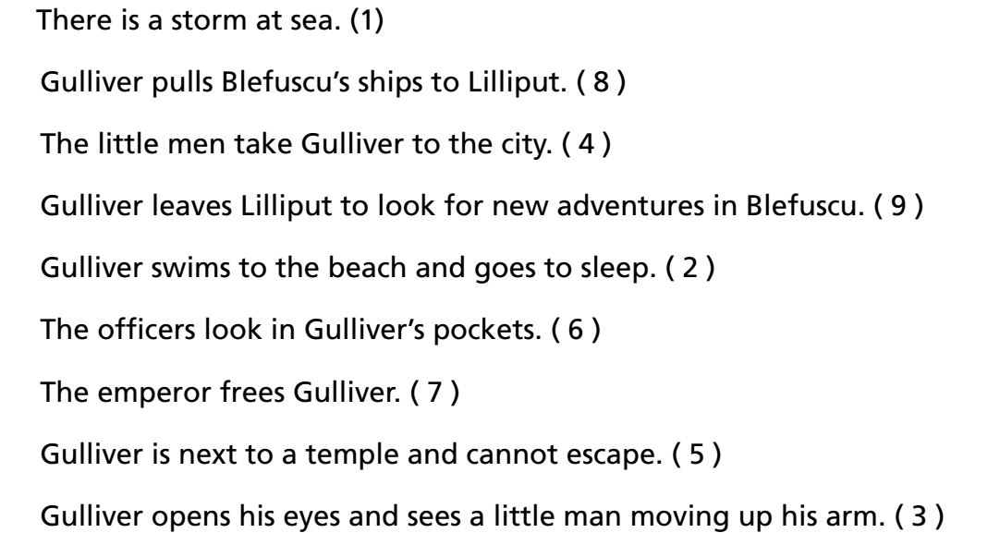 There is a storm at sea. (1)
Gulliver pulls Blefuscu’s ships to Lilliput. ( 8 )
The little men take Gulliver to the city. ( 4 )
Gulliver leaves Lilliput to look for new adventures in Blefuscu. ( 9 )
Gulliver swims to the beach and goes to sleep. ( 2 )
The officers look in Gulliver’s pockets. ( 6 )
The emperor frees Gulliver. ( 7 )
Gulliver is next to a temple and cannot escape. ( 5 )
Gulliver opens his eyes and sees a little man moving up his arm. ( 3 )